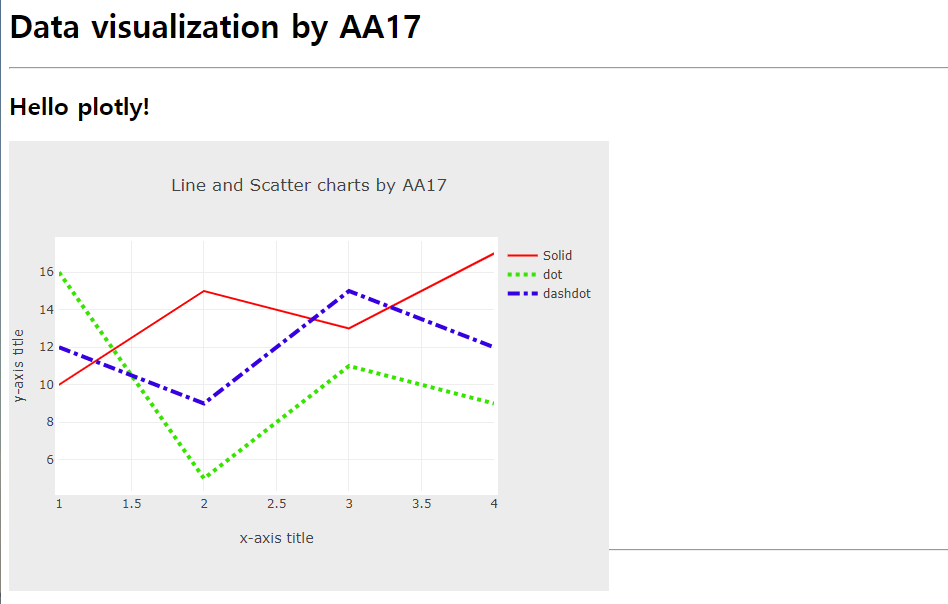 Data visualization by AA17
Hello plotly!
Line and Scatter charts by AA17
Solid
dot
dashdot
y-axis title
16
14
12
10
8
6
1 1.5 2 2.5 3 3.5 4
x-axis title